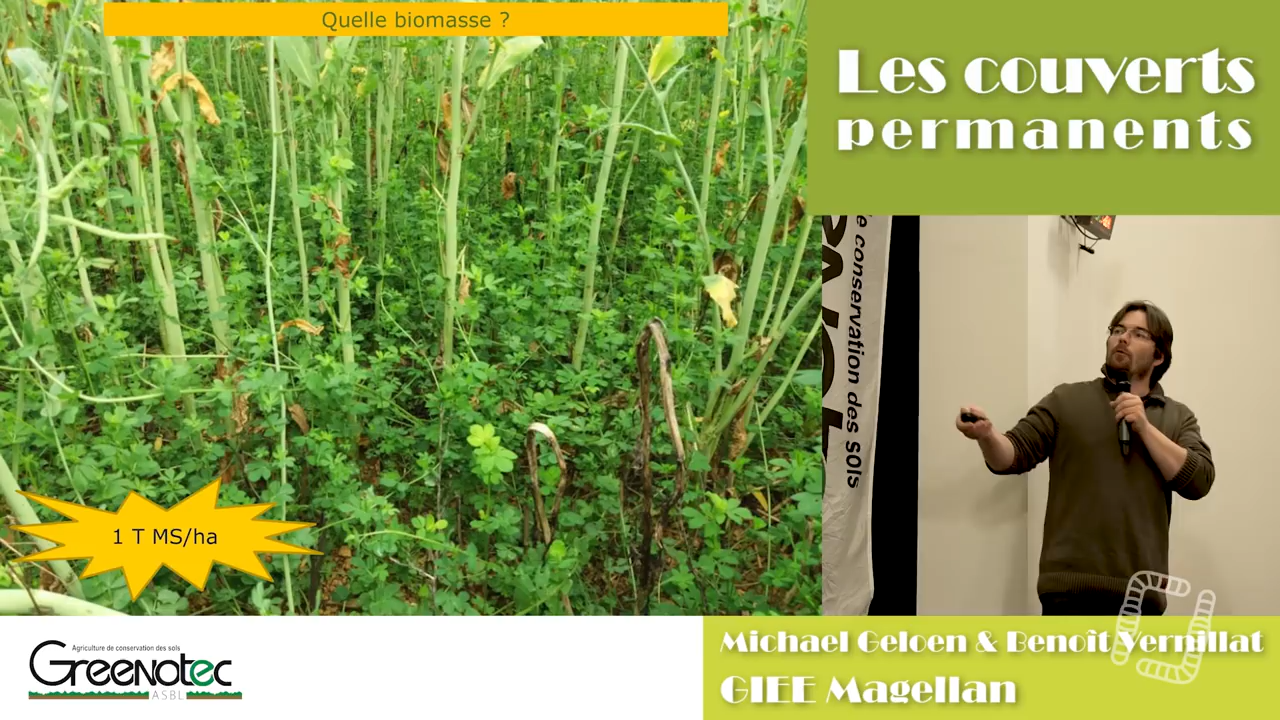 Quelle biomasse ?
Les couverts
permanents
e conservation des sols
1 T MS/ha
Agriculture de conservation des sols
Greenotec
ASBL
Michael Geloen & Benoît Vernillat
GIEE Magellan